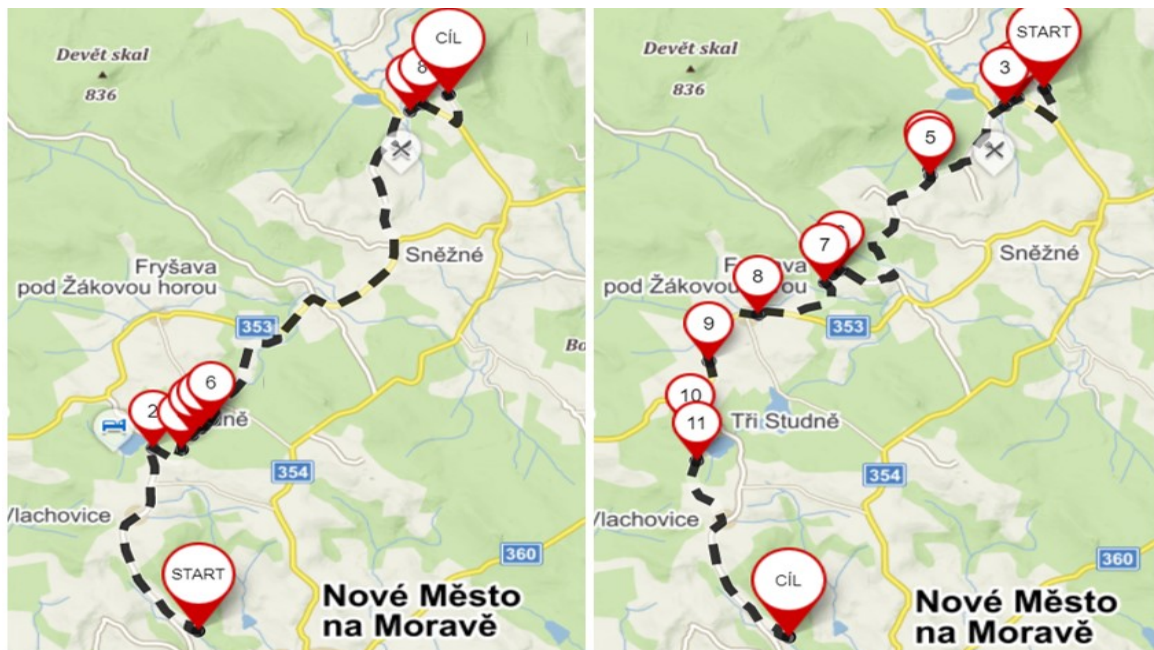 CÍL
Devět skal
836
8
Sněžné
Fryšava
pod Žákovou horou
353
6
2
dně
354
Vlachovice
START
360
Nové Město
na Moravě
START
Devět skal
836
3
5
Sněžné
7
8
pod Žákovou horou
353
9
10
11
Tři Studně
354
Vlachovice
CÍL
360
Nové Město
na Moravě